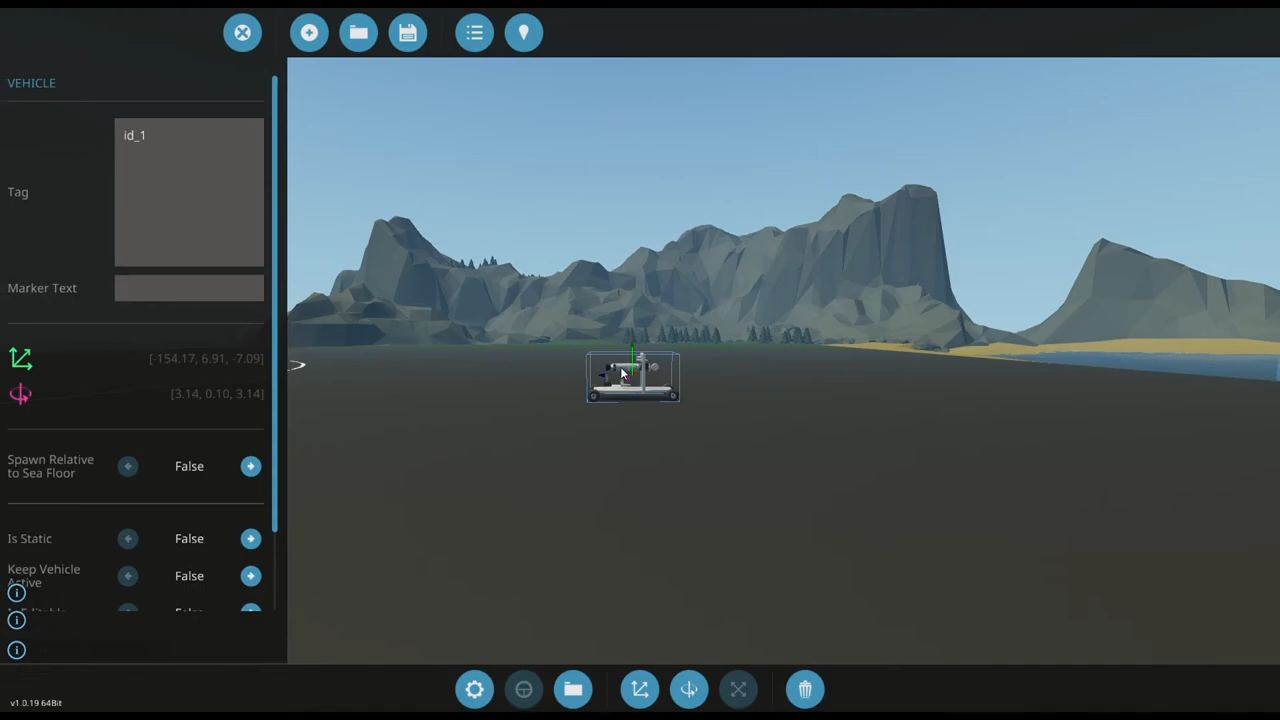 VEHICLE
id_1
Tag
Marker Text
[-154.17, 6.91, -7.09]
[3.14, 0.10, 3.14]
Spawn Relative
to Sea Floor
False
Is Static
False
Keep Vehicle
Active
False
v1.0.19 64Bit